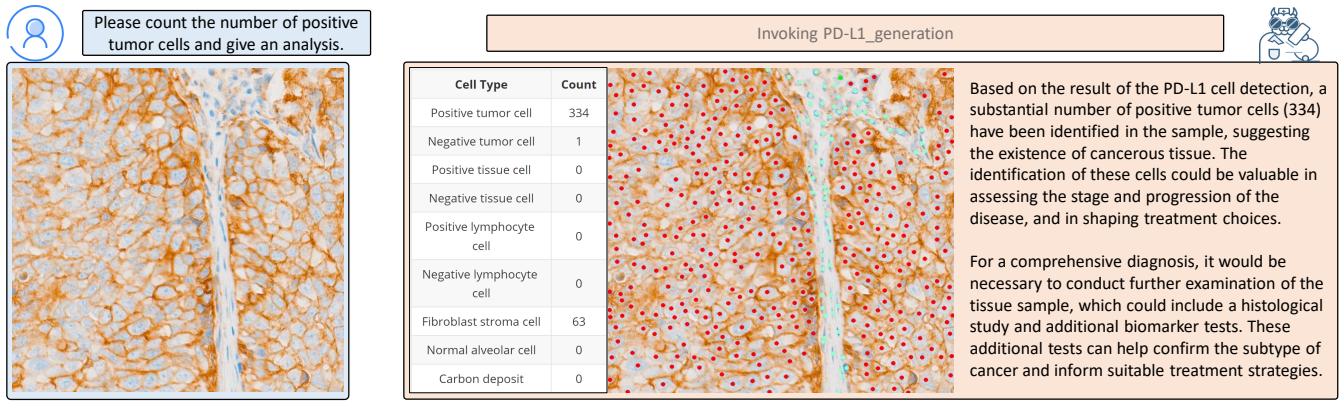 Please count the number of positive
tumor cells and give an analysis.
Invoking PD-L1_generation
Cell Type Count
Positive tumor cell 334
Negative tumor cell 1
Positive tissue cell 0
Negative tissue cell 0
Positive lymphocyte
cell 0
Negative lymphocyte
cell 0
Fibroblast stroma cell 63
Normal alveolar cell 0
Carbon deposit 0
Based on the result of the PD-L1 cell detection, a
substantial number of positive tumor cells (334)
have been identified in the sample, suggesting
the existence of cancerous tissue. The
identification of these cells could be valuable in
assessing the stage and progression of the
disease, and in shaping treatment choices.
For a comprehensive diagnosis, it would be
necessary to conduct further examination of the
tissue sample, which could include a histological
study and additional biomarker tests. These
additional tests can help confirm the subtype of
cancer and inform suitable treatment strategies.